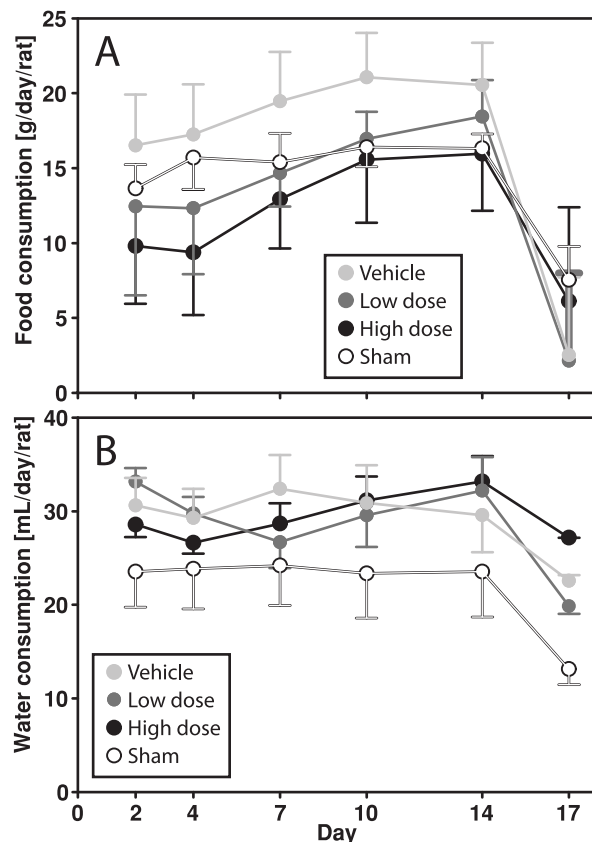 A
Food consumption [g/day/rat]
25
20
15
10
5
0
Vehicle
Low dose
High dose
Sham
B
Water consumption [mL/day/rat]
40
30
20
10
0
Vehicle
Low dose
High dose
Sham
0 2 4 7 10 14 17
Day